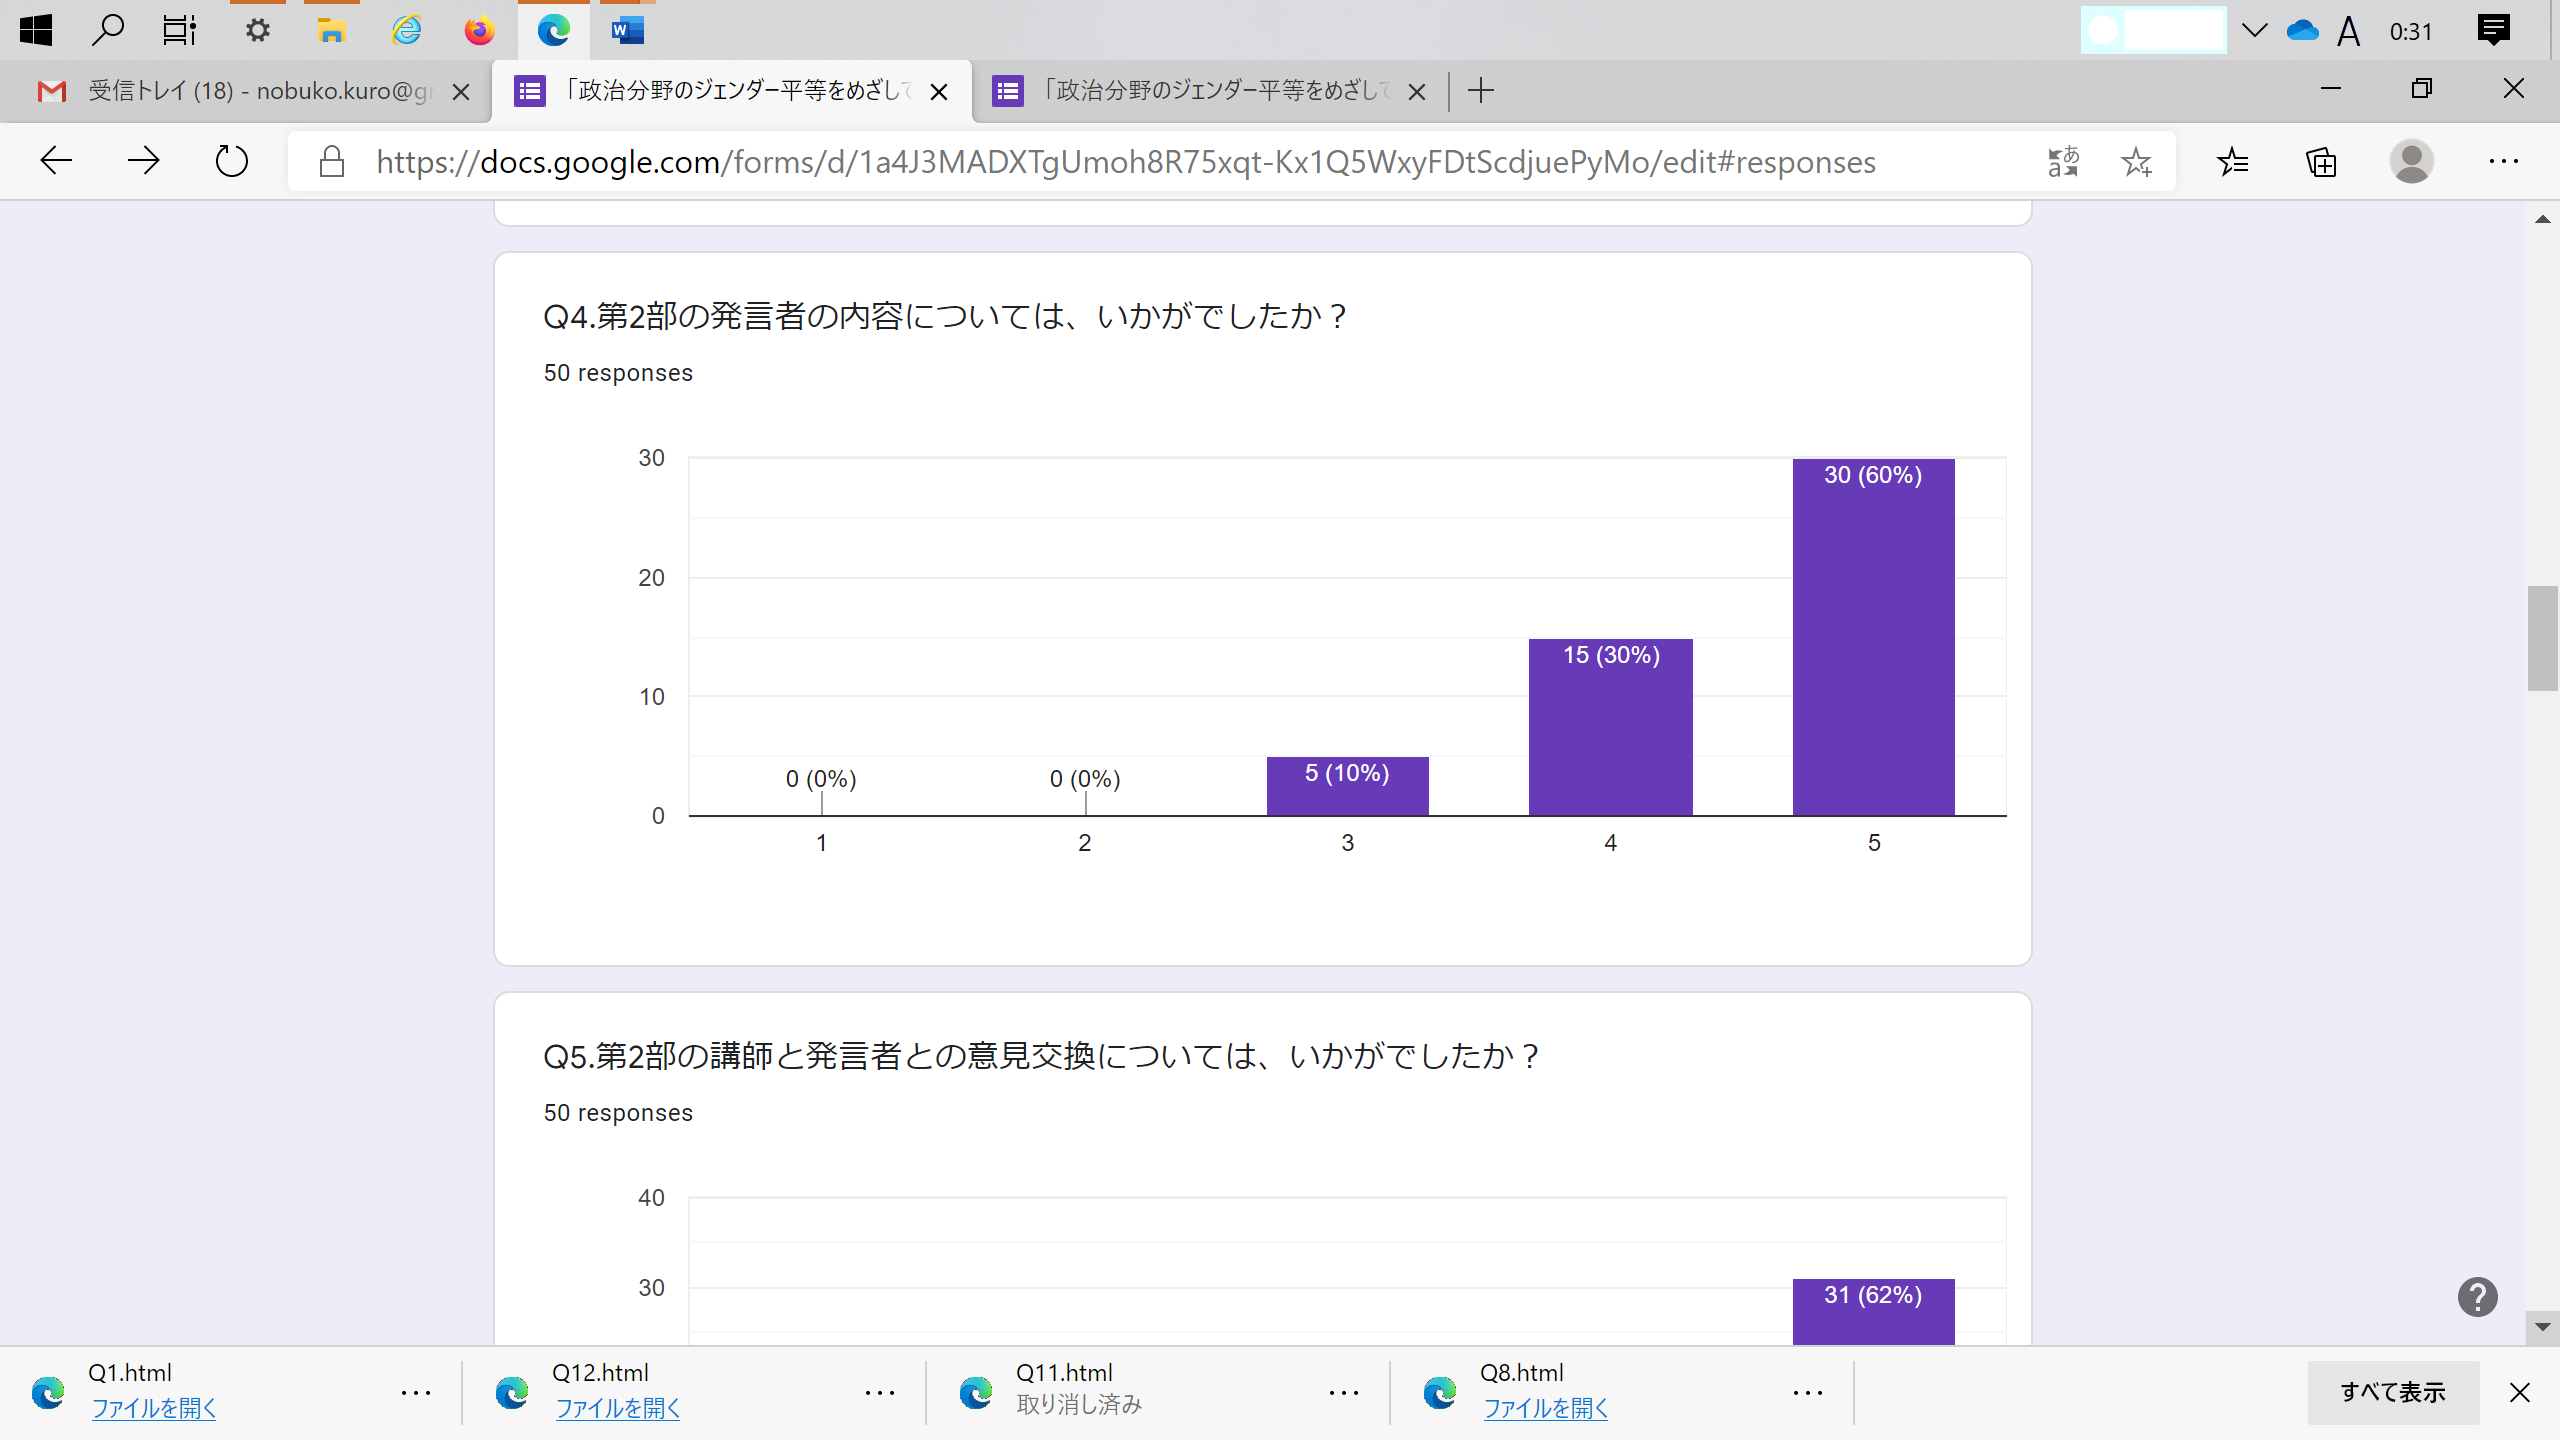 A 0:31
受信トレイ (18) - nobuko.kuro@g
「政治分野のジェンダー平等をめざして
「政治分野のジェンダー平等をめざして
https://docs.google.com/forms/d/1a4J3MADXTgUmoh8R75xqt-Kx1Q5WxyFDtScdjuePyMo/edit#responses
Q4.第2部の発言者の内容については、いかがでしたか？
50 responses
30
30 (60%)
20
15 (30%)
10
0 (0%) 0 (0%) 5 (10%)
0
1 2 3 4 5
Q5.第2部の講師と発言者との意見交換については、いかがでしたか？
50 responses
40
30
31 (62%)
Q1.html
ファイルを開く
Q12.html
ファイルを開く
Q11.html
取り消し済み
Q8.html
ファイルを開く
すべて表示